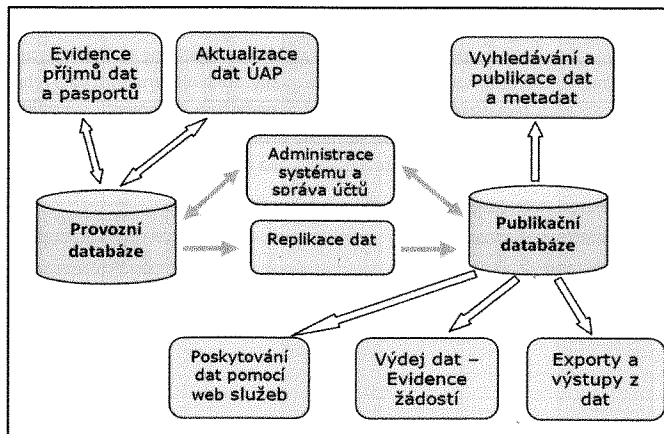 Evidence
příjmů dat
a pasportů
Aktualizace
dat ÚAP
Vyhledávání a
publikace dat
a metadat
Administrace
systému a
správa účtů
Provozní
databáze
Replikace dat
Publikační
databáze
Poskytování
dat pomocí
web služeb
Výdej dat –
Evidence
žádostí
Exporty a
výstupy z
dat